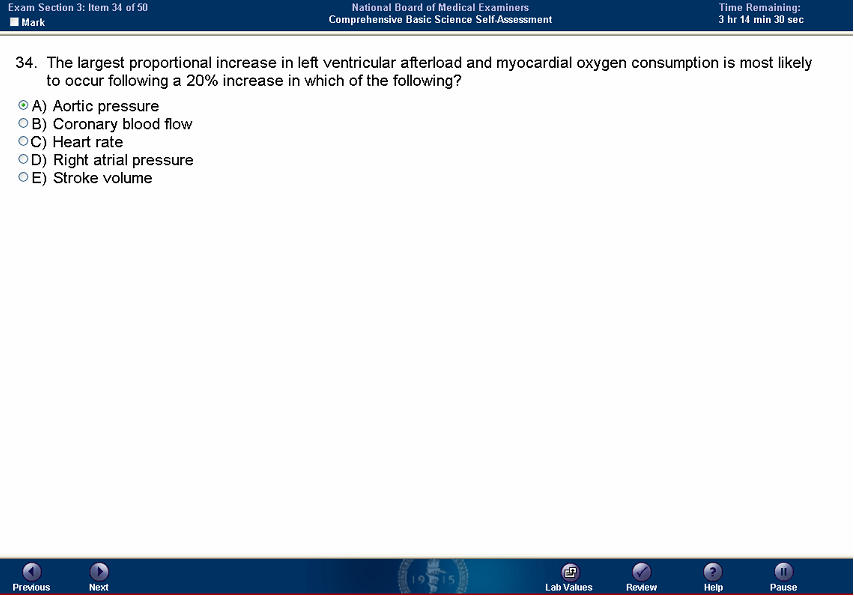 Exam Section 3: Item 34 of 50
National Board of Medical Examiners
Time Remaining:
Mark
Comprehensive Basic Science Self-Assessment
3 hr 14 min 30 sec
34. The largest proportional increase in left ventricular afterload and myocardial oxygen consumption is most likely
to occur following a 20% increase in which of the following?
A) Aortic pressure
B) Coronary blood flow
C) Heart rate
D) Right atrial pressure
E) Stroke volume
1915
Previous
Next
Lab Values
Review
Help
Pause